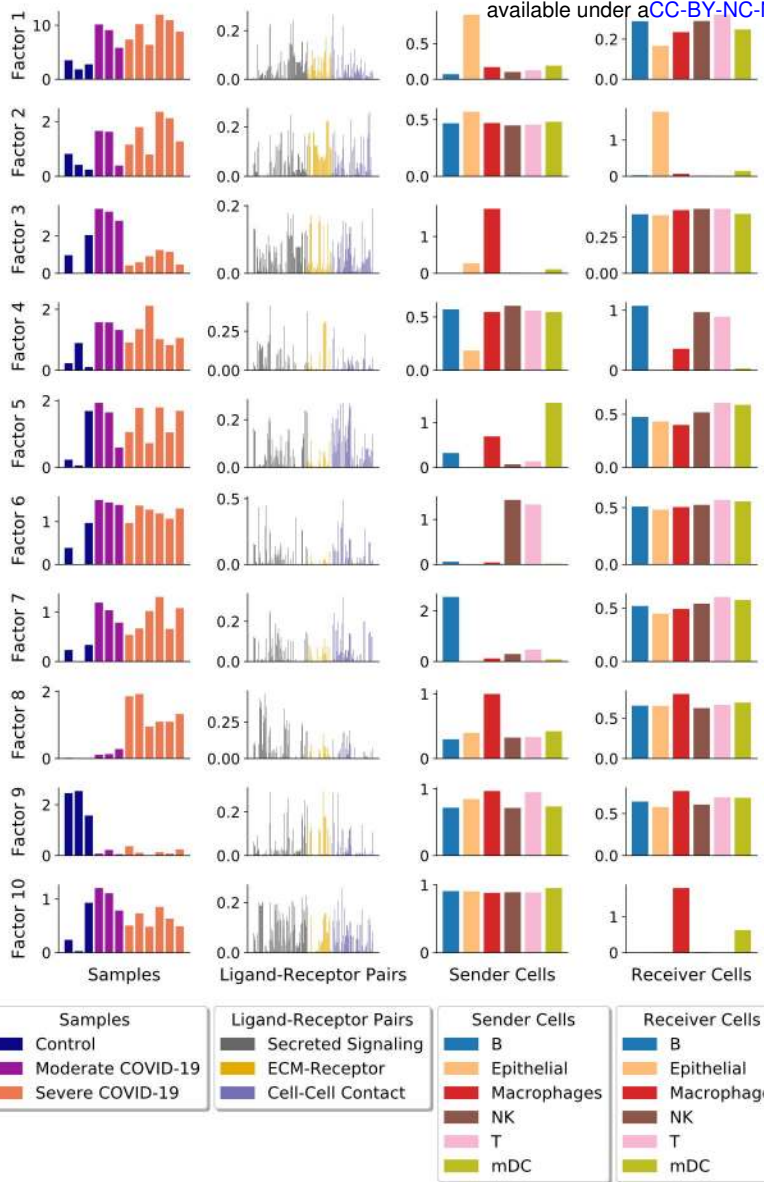 available under aCC-BY-NC-N
Factor 1
10
0
0.2
0.0
0.5
0.0
0.2
0.0
Factor 2
2
0
0.2
0.0
0.5
0.0
1
0
Factor 3
2
0
0.2
0.0
1
0
0.25
0.00
Factor 4
2
0
0.25
0.00
0.5
0.0
1
0
Factor 5
2
0
0.2
0.0
1
0
0.5
0.0
Factor 6
1
0
0.5
0.0
1
0
0.5
0.0
Factor 7
1
0
0.2
0.0
2
0
0.5
0.0
Factor 8
2
0
0.25
0.00
1
0
0.5
0.0
Factor 9
2
0
0.2
0.0
1
0
0.5
0.0
Factor 10
1
0
0.2
0.0
1
0
1
0
Samples
Ligand-Receptor Pairs
Sender Cells
Receiver Cells
Samples
Control
Moderate COVID-19
Severe COVID-19
Ligand-Receptor Pairs
Secreted Signaling
ECM-Receptor
Cell-Cell Contact
Sender Cells
B
Epithelial
Macrophages
NK
T
mDC
Receiver Cells
B
Epithelial
Macrophage
NK
T
mDC